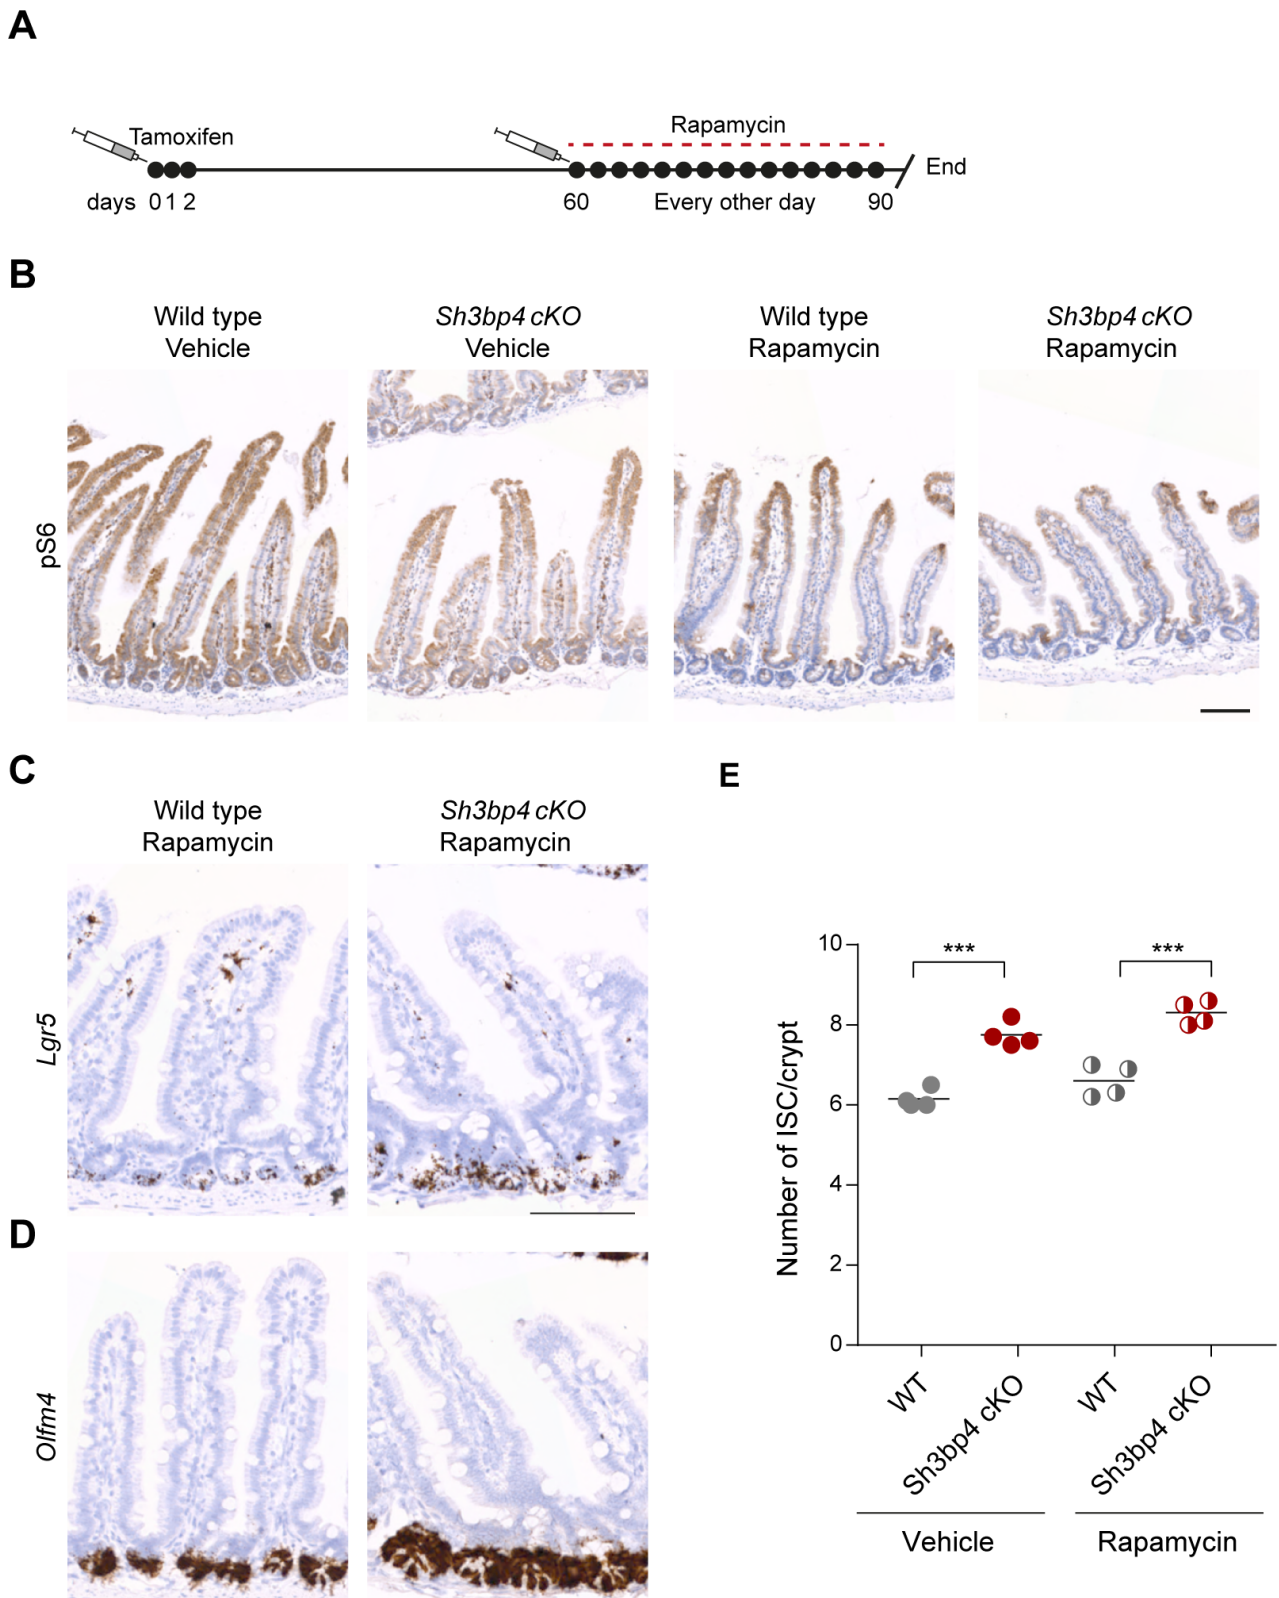 A
Tamoxifen
Rapamycin
End
days 0 1 2
60
Every other day
90
B
Wild type
Vehicle
Sh3bp4 cKO
Vehicle
Wild type
Rapamycin
Sh3bp4 cKO
Rapamycin
pS6
C
Wild type
Rapamycin
Sh3bp4 cKO
Rapamycin
Lgr5
D
Olfm4
E
Number of ISC/crypt
10
8
6
4
2
0
***
***
WT
Sh3bp4 cKO
WT
Sh3bp4 cKO
Vehicle
Rapamycin